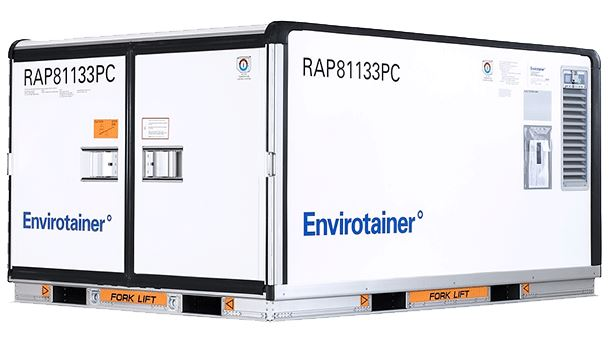 RAP81133PC
Envirotainer°
FORK LIFT
RAP81133PC
Envirotainer°
FORK LIFT